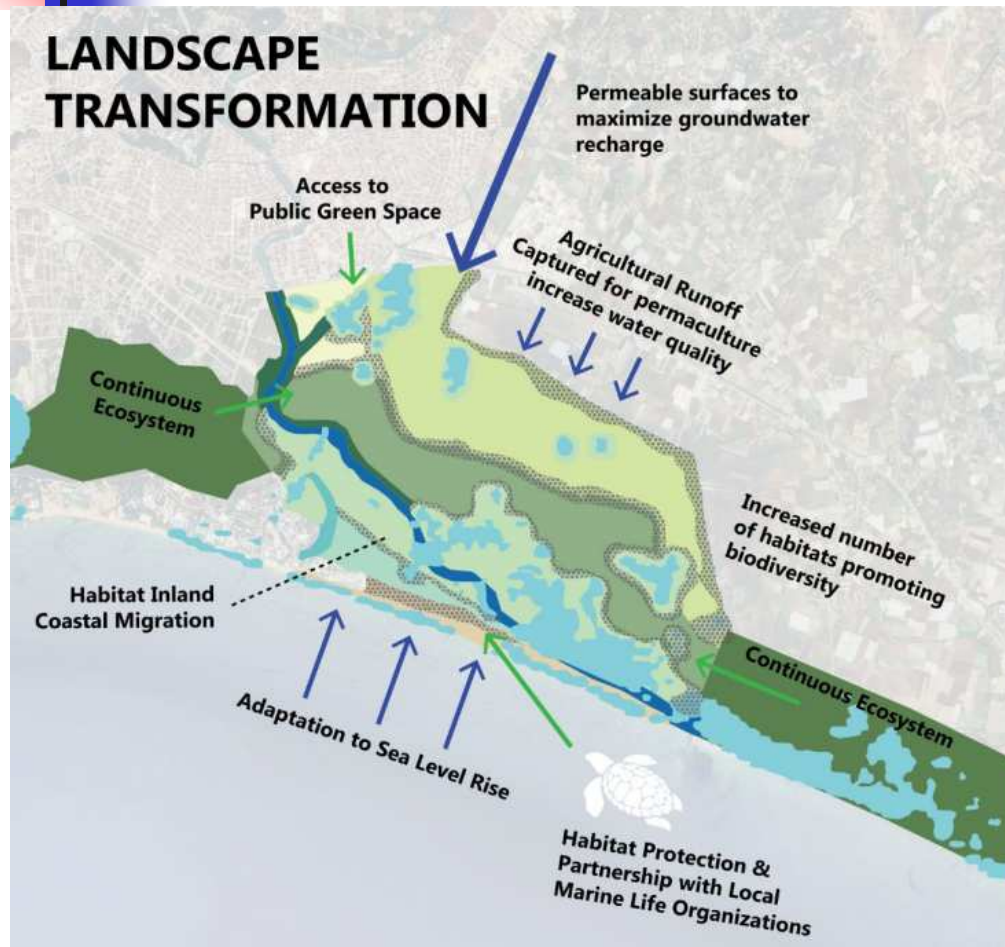 LANDSCAPE
TRANSFORMATION
Permeable surfaces to
maximize groundwater
recharge
Access to
Public Green Space
Agricultural Runoff
Captured for permaculture
increase water quality
Continuous
Ecosystem
Increased number
of habitats promoting
biodiversity
Habitat Inland
Coastal Migration
Continuous Ecosystem
Adaptation to Sea Level Rise
Habitat Protection &
Partnership with Local
Marine Life Organizations